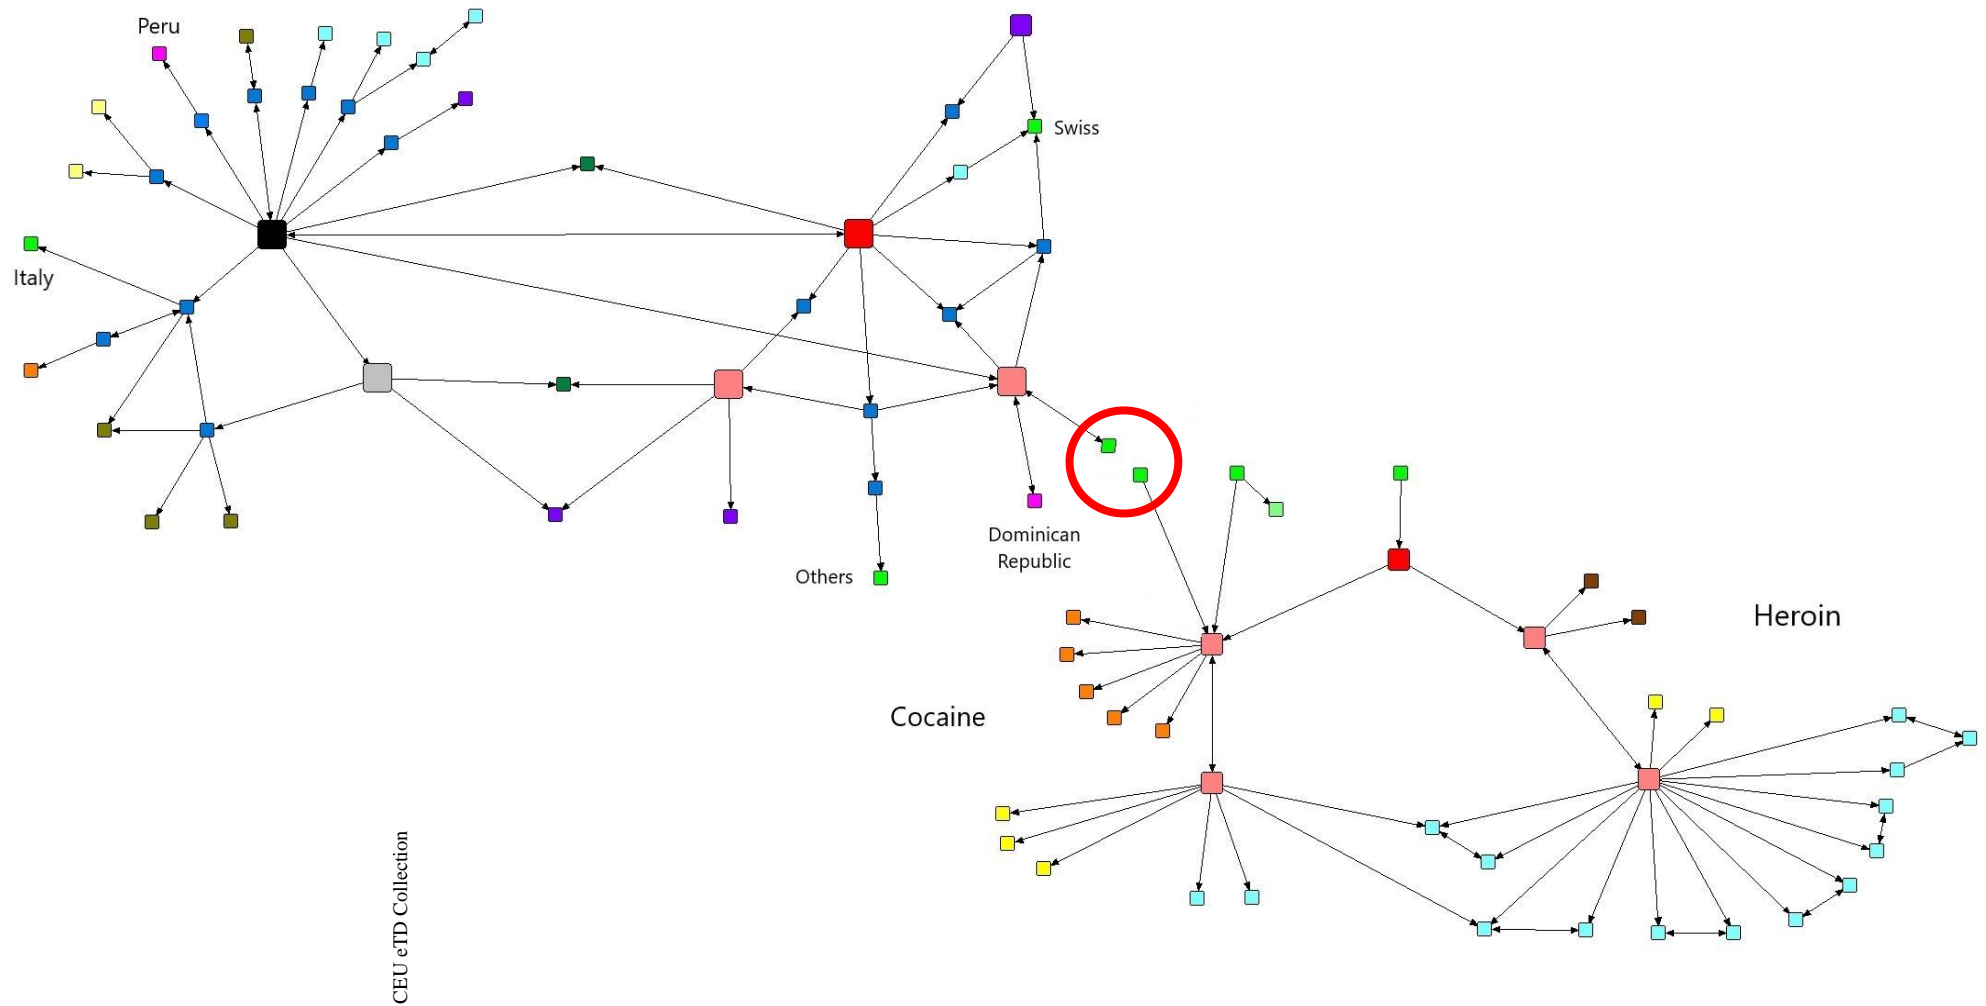 Peru
Swiss
Italy
Dominican
Republic
Others
Heroin
Cocaine
CEU eTD Collection